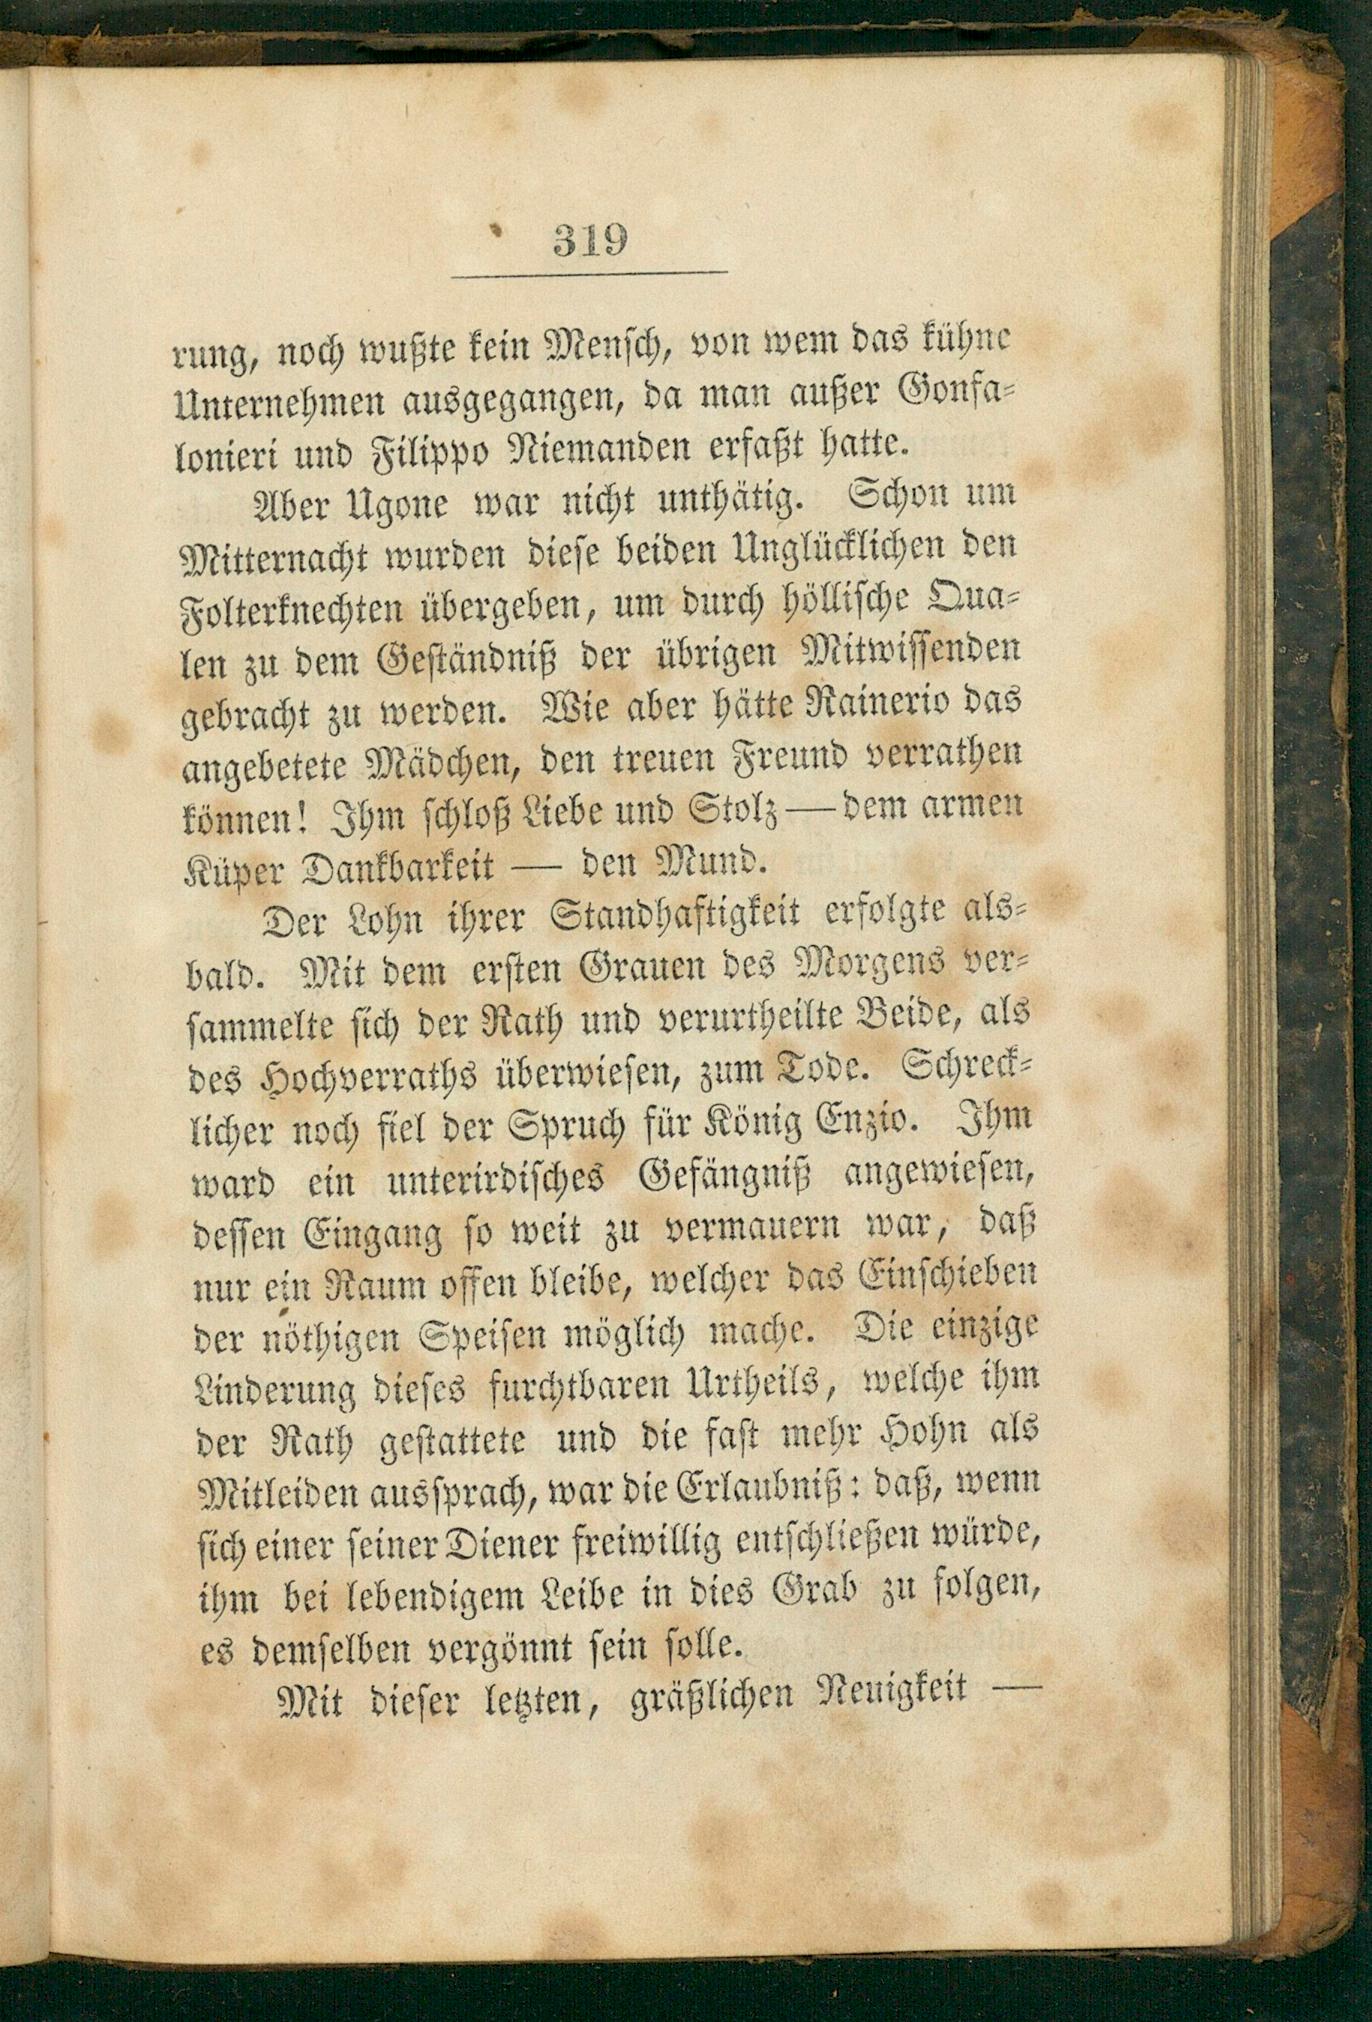 319
rung, noch wußte kein Mensch, von wem das kühne
Unternehmen ausgegangen, da man außer Gonfa-
lonieri und Filippo Niemanden erfaßt hatte.
Aber Ugone war nicht unthätig. Schon um
Mitternacht wurden diese beiden Unglücklichen den
Folterknechten übergeben, um durch höllische Qua-
len zu dem Geständniß der übrigen Mitwissenden
gebracht zu werden. Wie aber hätte Rainerio das
angebetete Mädchen, den treuen Freund verrathen
können! Ihm schloß Liebe und Stolz — dem armen
Küper Dankbarkeit — den Mund.
Der Lohn ihrer Standhaftigkeit erfolgte als-
bald. Mit dem ersten Grauen des Morgens ver-
sammelte sich der Rath und verurtheilte Beide, als
des Hochverraths überwiesen, zum Tode. Schreck-
licher noch fiel der Spruch für König Enzio. Ihm
ward ein unterirdisches Gefängniß angewiesen,
dessen Eingang so weit zu vermauern war, daß
nur ein Raum offen bleibe, welcher das Einschieben
der nöthigen Speisen möglich mache. Die einzige
Linderung dieses furchtbaren Urtheils, welche ihm
der Rath gestattete und die fast mehr Hohn als
Mitleiden aussprach, war die Erlaubniß: daß, wenn
sich einer seiner Diener freiwillig entschließen würde,
ihm bei lebendigem Leibe in dies Grab zu folgen,
es demselben vergönnt sein solle.
Mit dieser letzten, gräßlichen Neuigkeit —